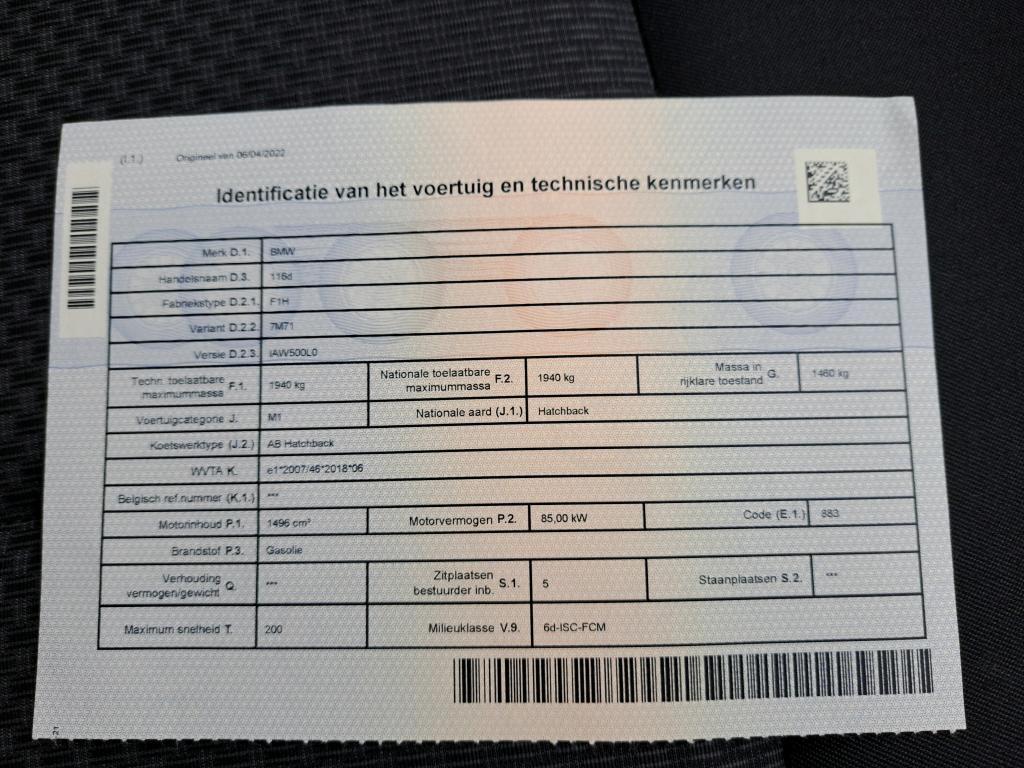 (I.1.) Origineel van 06/04/2022
Identificatie van het voertuig en technische kenmerken
Merk D.1. BMW
Handelsnaam D.3. 116d
Fabriekstype D.2.1. F1H
Variant D.2.2. 7M71
Versie D.2.3. IAW500L0
Techn. toelaatbare maximummassa F.1. 1940 kg Nationale toelaatbare maximummassa F.2. 1940 kg Massa in rijklare toestand G. 1460 kg
Voertuigcategorie J. M1 Nationale aard (J.1.) Hatchback
Koetswerktype (J.2.) AB Hatchback
WVTA K. e1*2007/46*2018*06
Belgisch ref.nummer (K.1.) ***
Motorinhoud P.1. 1496 cm³ Motorvermogen P.2. 85,00 kW Code (E.1.) 883
Brandstof P.3. Gasolie
Verhouding vermogen/gewicht Q. *** Zitplaatsen bestuurder inb. S.1. 5 Staanplaatsen S.2. ***
Maximum snelheid T. 200 Milieuklasse V.9. 6d-ISC-FCM